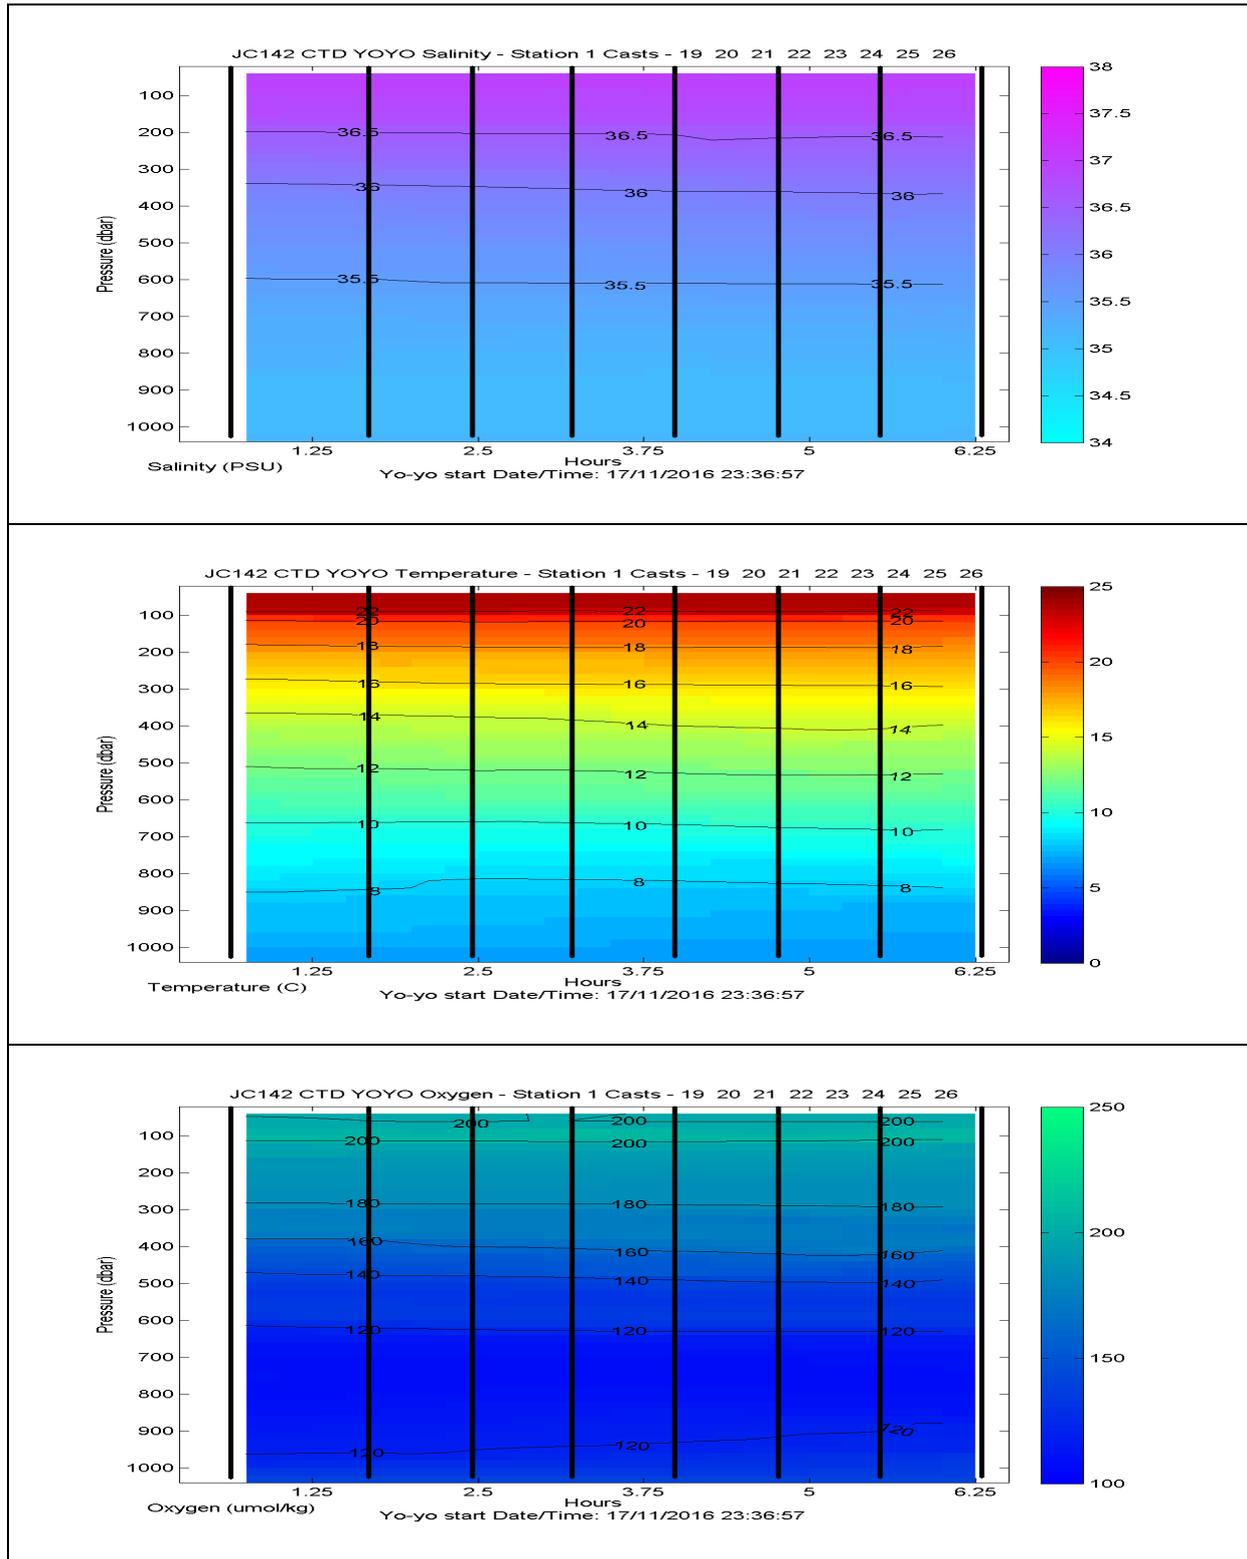 JC142 CTD YOYO Salinity - Station 1 Casts - 19 20 21 22 23 24 25 26
38
100
37.5
200
36.5 36.5 36.5
37
300
36 36 36
36.5
400
Pressure (dbar)
36
500
600
35.5 35.5 35.5
35.5
700
35
800
900
34.5
1000
34
1.25 2.5 3.75 5 6.25
Hours
Salinity (PSU)
Yo-yo start Date/Time: 17/11/2016 23:36:57
JC142 CTD YOYO Temperature - Station 1 Casts - 19 20 21 22 23 24 25 26
25
100
22 22 22
20 20 20
200
18 18 18
20
300
16 16 16
400
14 14 14
15
Pressure (dbar)
500
12 12 12
600
10
700
10 10 10
800
8 8 8
5
900
1000
0
1.25 2.5 3.75 5 6.25
Hours
Temperature (C)
Yo-yo start Date/Time: 17/11/2016 23:36:57
JC142 CTD YOYO Oxygen - Station 1 Casts - 19 20 21 22 23 24 25 26
250
200 200 200
100
200 200 200
200
200
300
180 180 180
400
160 160 160
Pressure (dbar)
500
140 140 140
600
120 120 120
150
700
800
900
120 120 120
1000
100
1.25 2.5 3.75 5 6.25
Hours
Oxygen (umol/kg)
Yo-yo start Date/Time: 17/11/2016 23:36:57